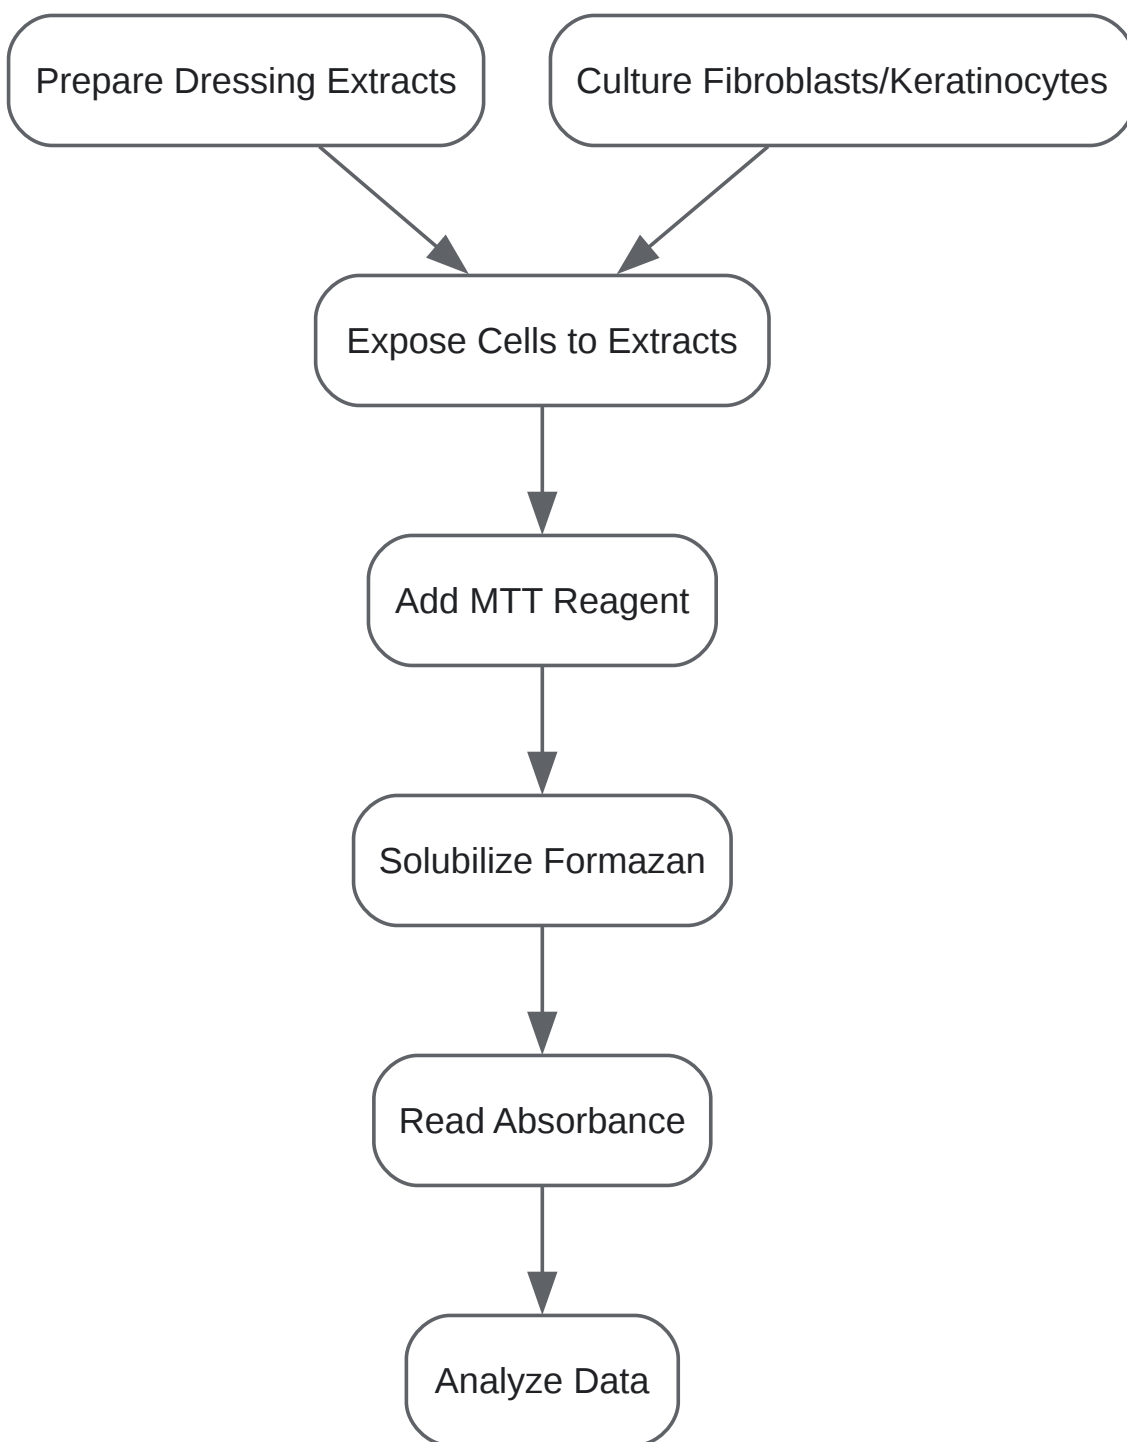 Prepare Dressing Extracts
Culture Fibroblasts/Keratinocytes
Expose Cells to Extracts
Add MTT Reagent
Solubilize Formazan
Read Absorbance
Analyze Data